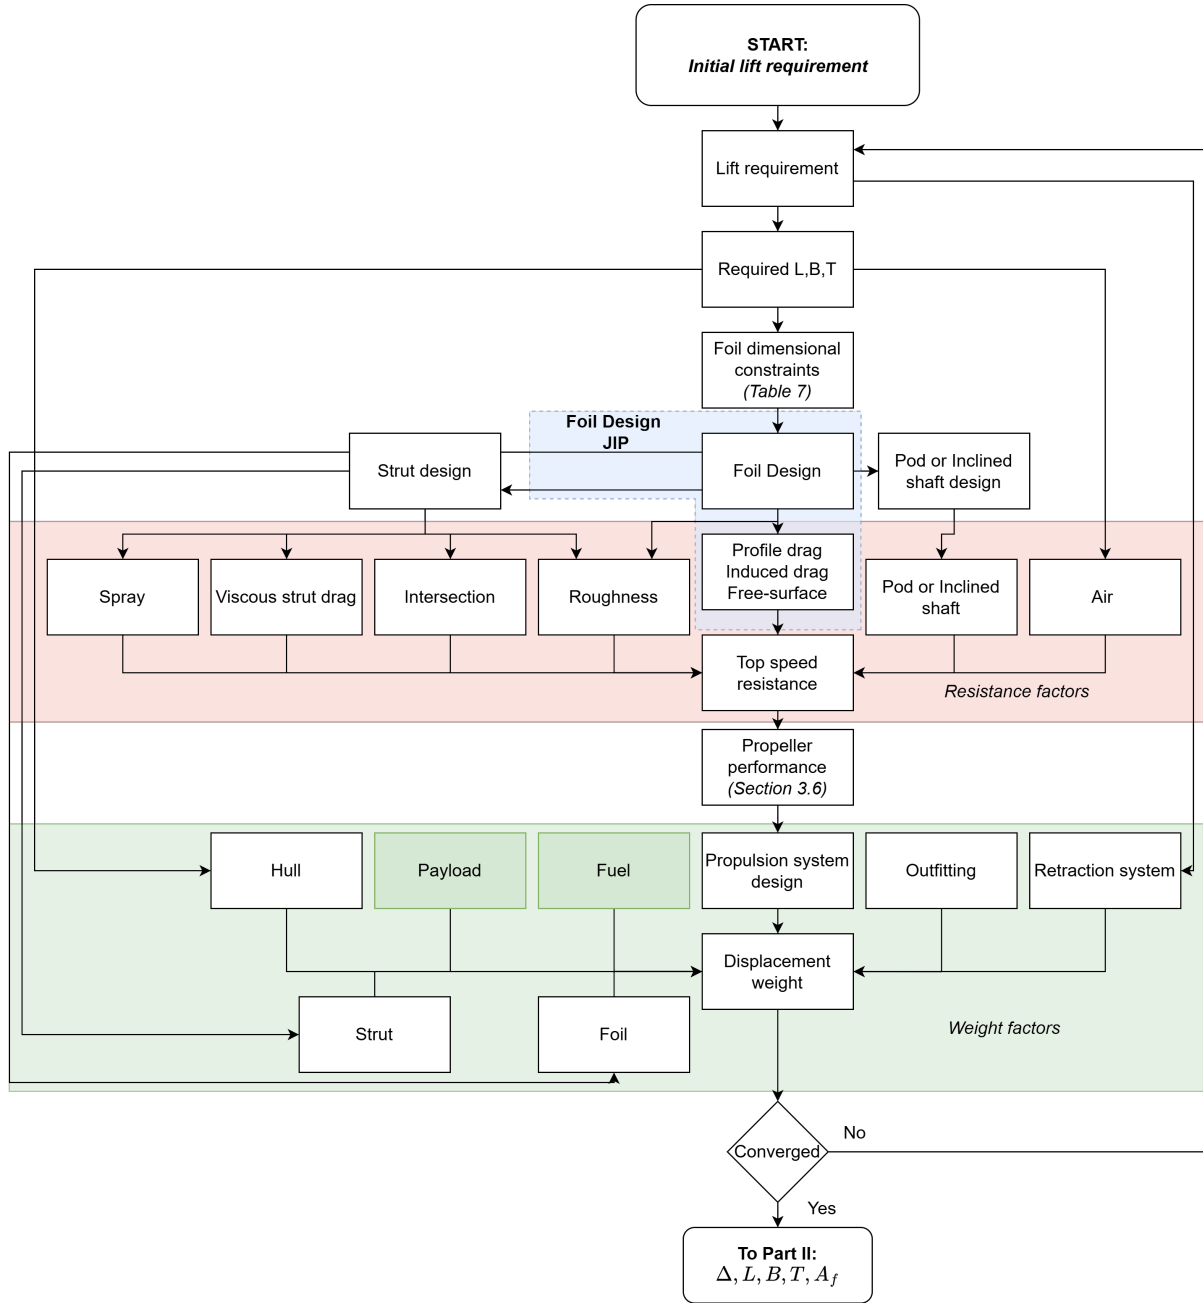 START:
Initial lift requirement
Lift requirement
Required L,B,T
Foil dimensional
constraints
(Table 7)
Foil Design
JIP
Strut design
Foil Design
Pod or Inclined
shaft design
Spray
Viscous strut drag
Intersection
Roughness
Profile drag
Induced drag
Free-surface
Pod or Inclined
shaft
Air
Top speed
resistance
Resistance factors
Propeller
performance
(Section 3.6)
Hull
Payload
Fuel
Propulsion system
design
Outfitting
Retraction system
Displacement
weight
Strut
Foil
Weight factors
Converged
No
Yes
To Part II:
Δ, L, B, T, A_f